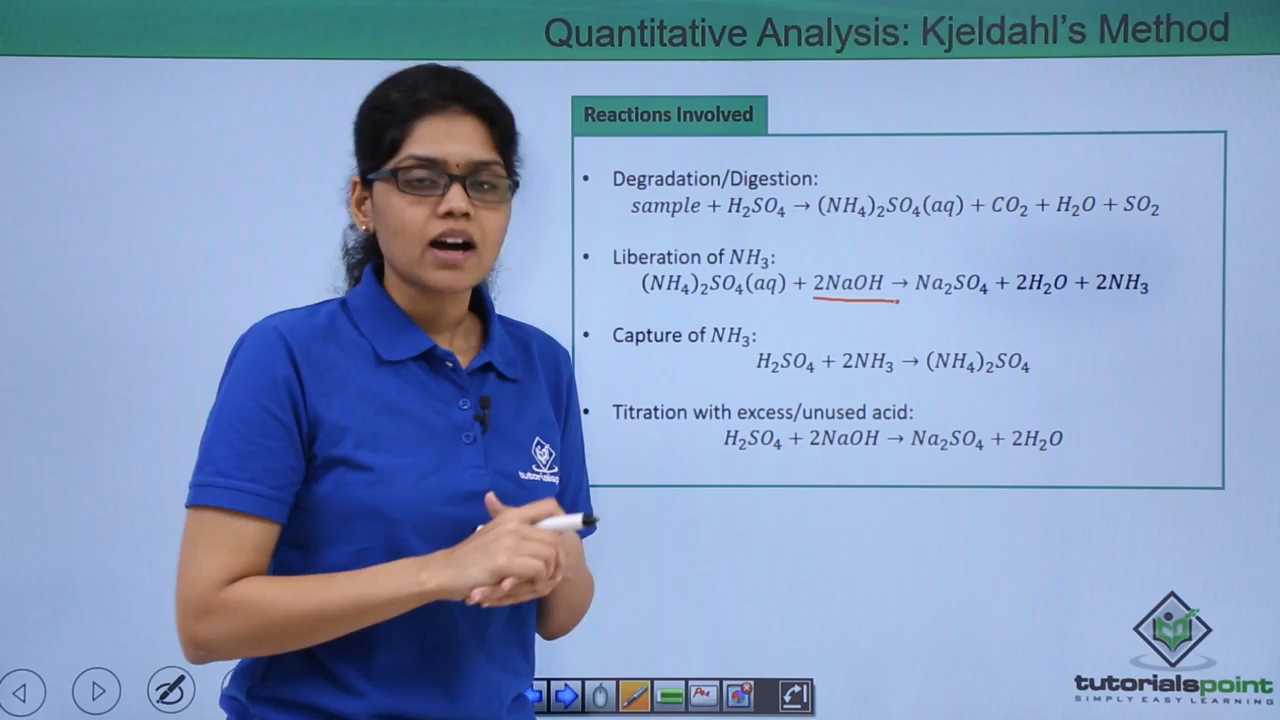 Quantitative Analysis: Kjeldahl's Method
Reactions Involved
• Degradation/Digestion:
sample + H₂SO₄ → (NH₄)₂SO₄(aq) + CO₂ + H₂O + SO₂
• Liberation of NH₃:
(NH₄)₂SO₄(aq) + 2NaOH → Na₂SO₄ + 2H₂O + 2NH₃
• Capture of NH₃:
H₂SO₄ + 2NH₃ → (NH₄)₂SO₄
• Titration with excess/unused acid:
H₂SO₄ + 2NaOH → Na₂SO₄ + 2H₂O
tutorialspoint
SIMPLY EASY LEARNING